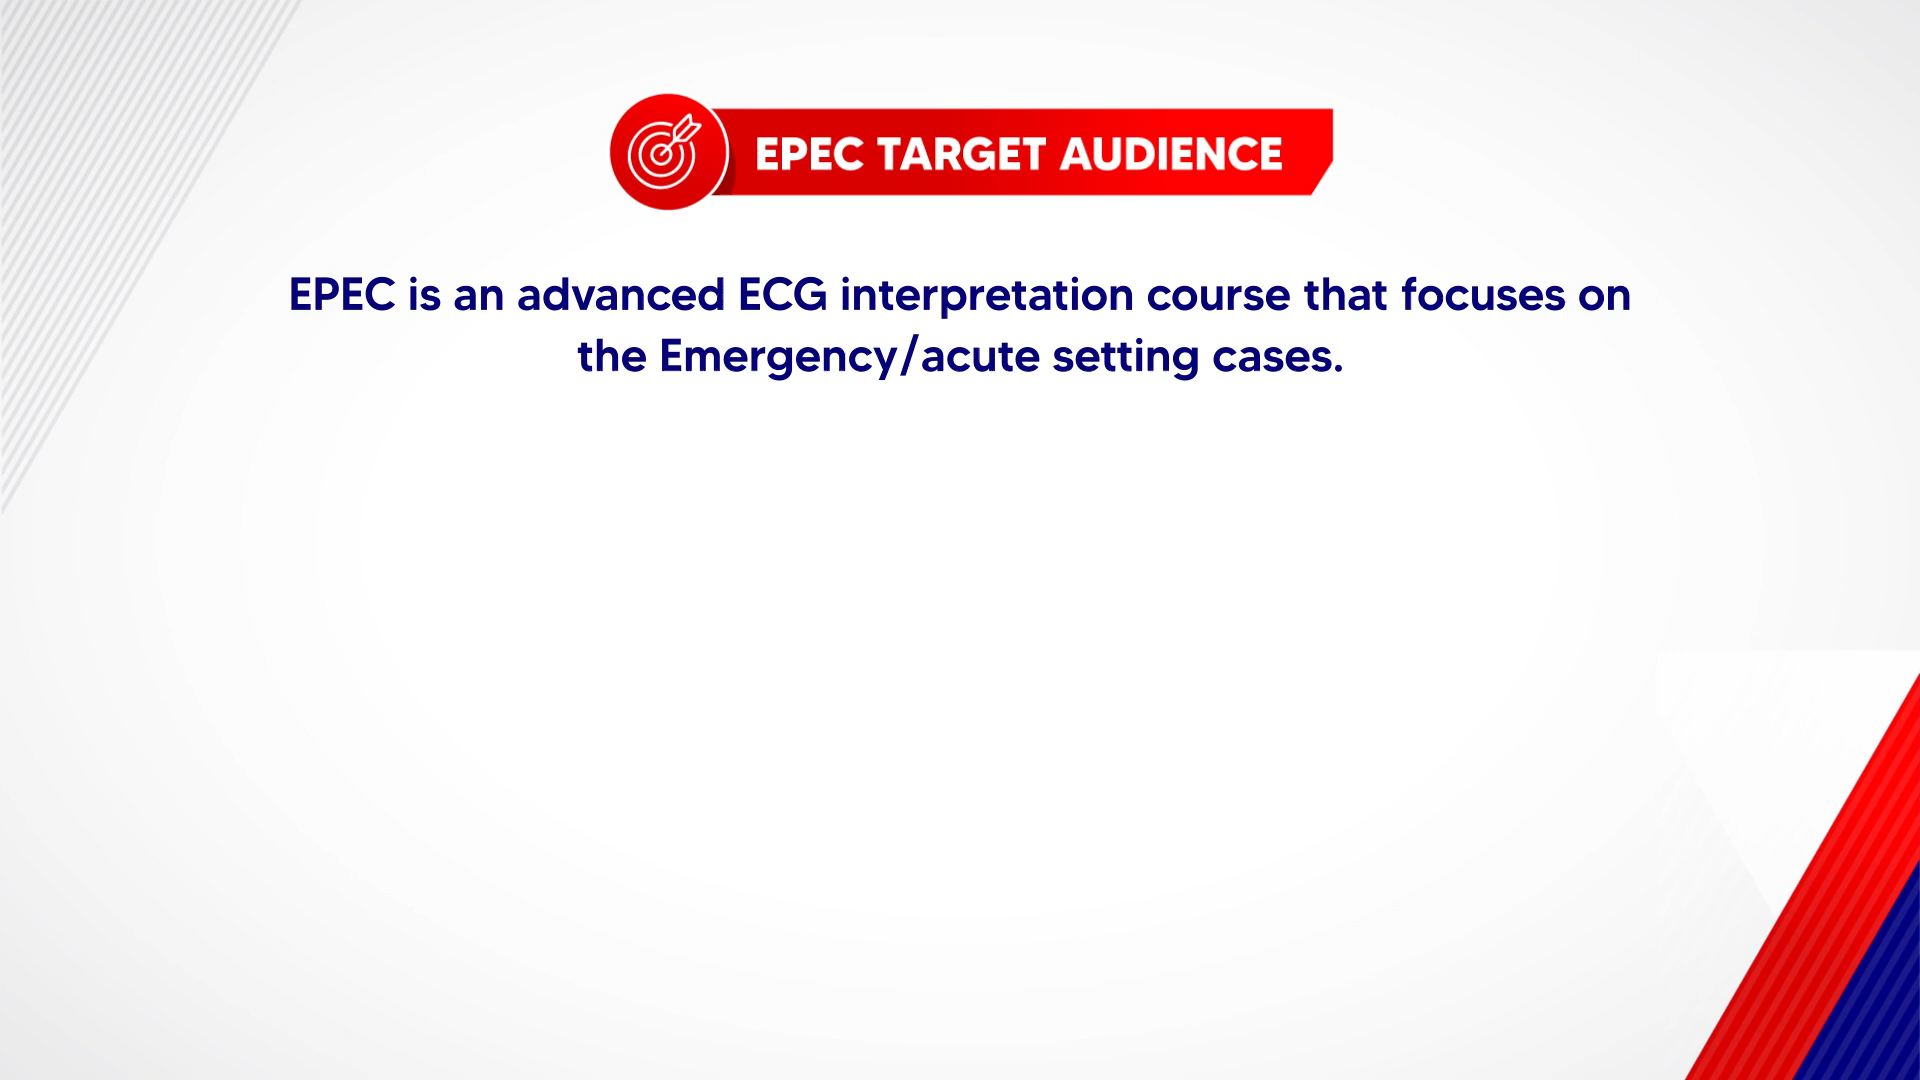 EPEC TARGET AUDIENCE
EPEC is an advanced ECG interpretation course that focuses on
the Emergency/acute setting cases.